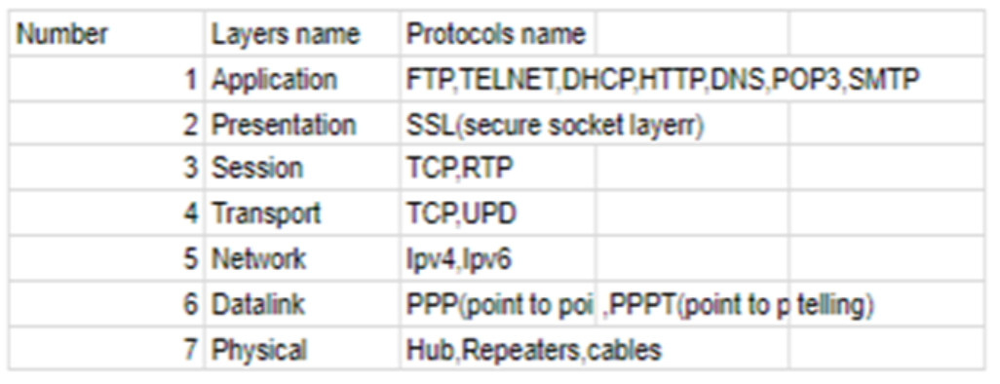 Number Layers name Protocols name
1 Application FTP,TELNET,DHCP,HTTP,DNS,POP3,SMTP
2 Presentation SSL(secure socket layerr)
3 Session TCP,RTP
4 Transport TCP,UPD
5 Network Ipv4,Ipv6
6 Datalink PPP(point to poi ,PPPT(point to p telling)
7 Physical Hub,Repeaters,cables